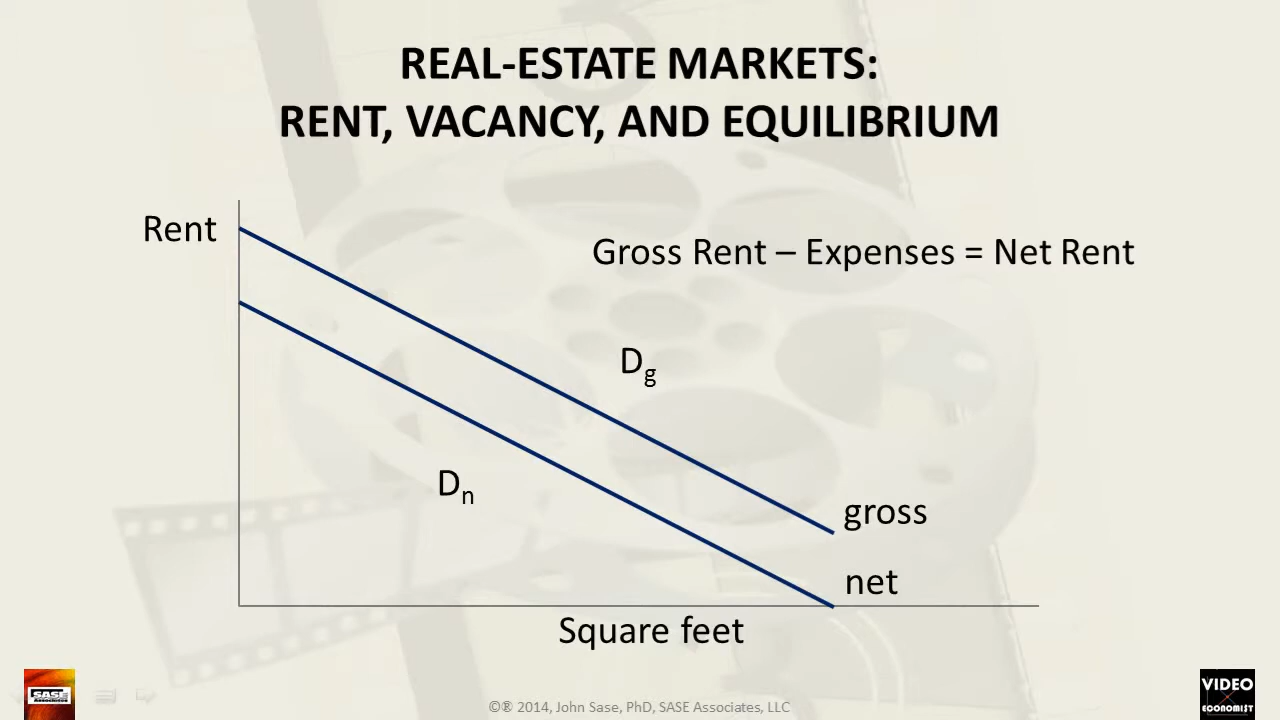 REAL-ESTATE MARKETS:
RENT, VACANCY, AND EQUILIBRIUM
Rent
Gross Rent – Expenses = Net Rent
Dg
Dn
gross
net
Square feet
SASE
Associates
©® 2014, John Sase, PhD, SASE Associates, LLC
VIDEO
ECONOMIST